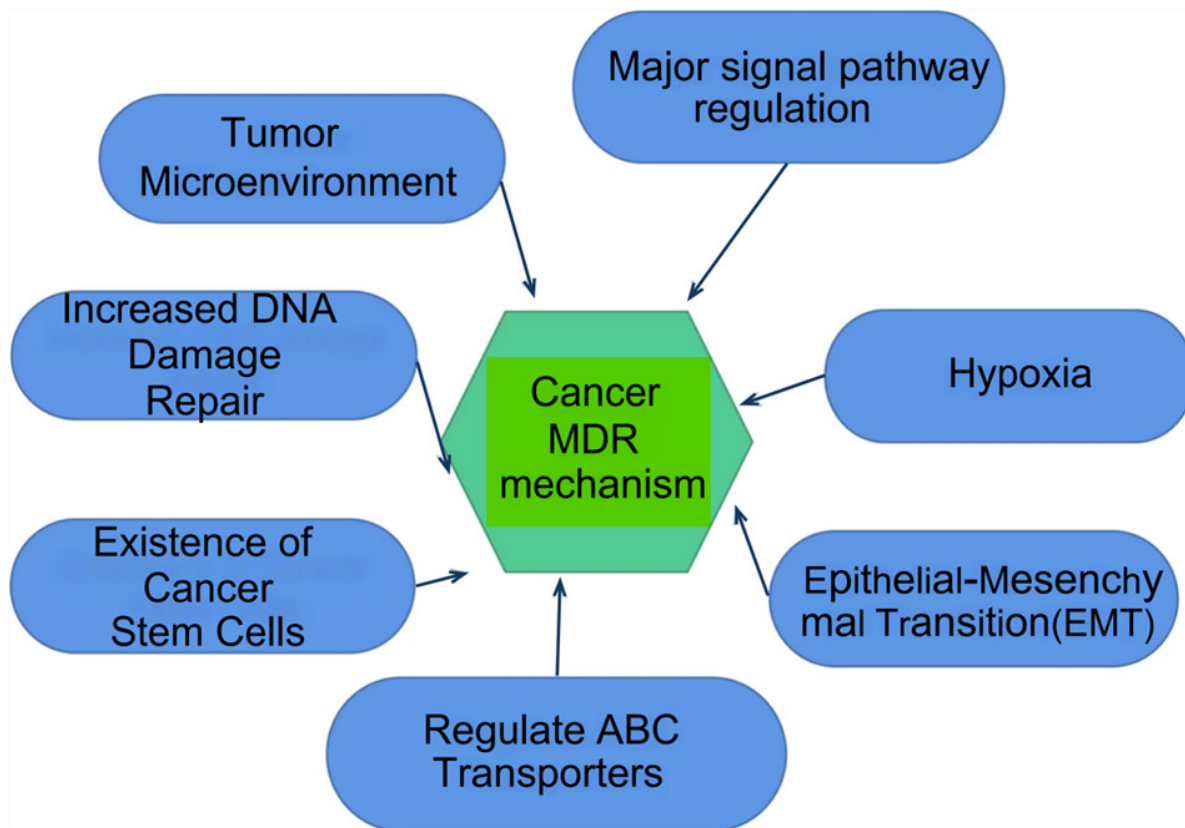 Major signal pathway
regulation
Tumor
Microenvironment
Increased DNA
Damage
Repair
Hypoxia
Cancer
MDR
mechanism
Existence of
Cancer
Stem Cells
Epithelial-Mesenchy
mal Transition(EMT)
Regulate ABC
Transporters